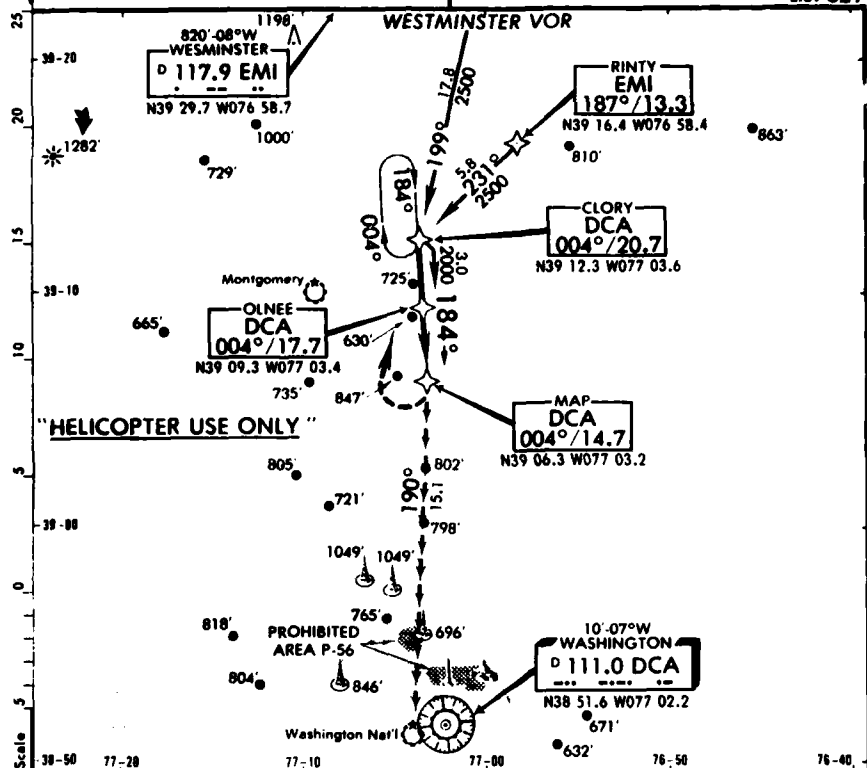 25
1198'
WESTMINSTER VOR
820'-08°W
WESMINSTER
D 117.9 EMI
N39 29.7 W076 58.7
39-20
17.8
2500
199°
RINTY
EMI
187°/13.3
N39 16.4 W076 58.4
20
1282'
1000'
729'
863'
810'
5.8
231°
2500
184°
004°
CLORY
DCA
004°/20.7
N39 12.3 W077 03.6
15
3.0
2000
184°
725'
Montgomery
39-10
OLNEE
DCA
004°/17.7
N39 09.3 W077 03.4
665'
630'
10
735'
847'
MAP
DCA
004°/14.7
N39 06.3 W077 03.2
"HELICOPTER USE ONLY"
805'
5
802'
190°
15.1
721'
798'
39-00
1049'
1049'
0
765'
818'
PROHIBITED
AREA P-56
696'
10'-07°W
WASHINGTON
D 111.0 DCA
N38 51.6 W077 02.2
804'
846'
5
671'
Washington Nat'l
632'
Scale
38-50
77-20
77-10
77-00
76-50
76-40